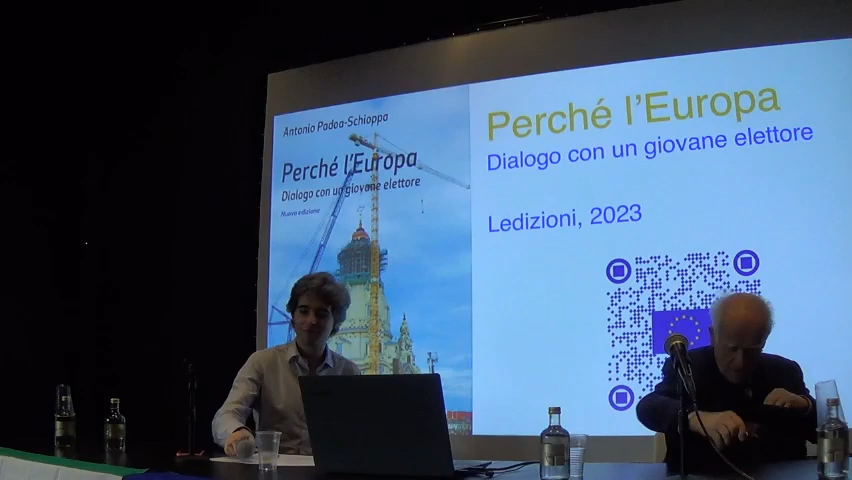 Antonio Padoa-Schioppa
Perché l'Europa
Dialogo con un giovane elettore
Nuova edizione
Perché l'Europa
Dialogo con un giovane elettore
Ledizioni, 2023